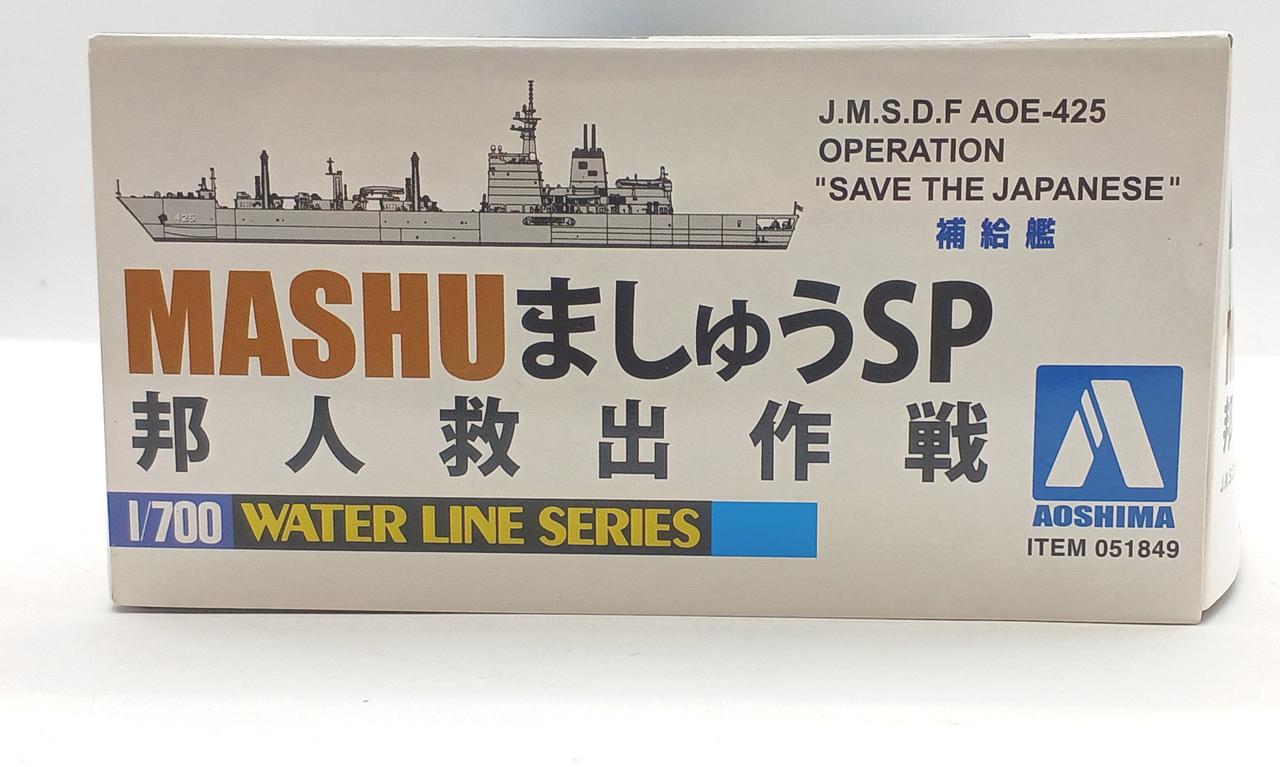 J.M.S.D.F AOE-425
OPERATION
"SAVE THE JAPANESE"
補給艦
425
MASHUましゅうSP
邦人救出作戦
1/700 WATER LINE SERIES
AOSHIMA
ITEM 051849